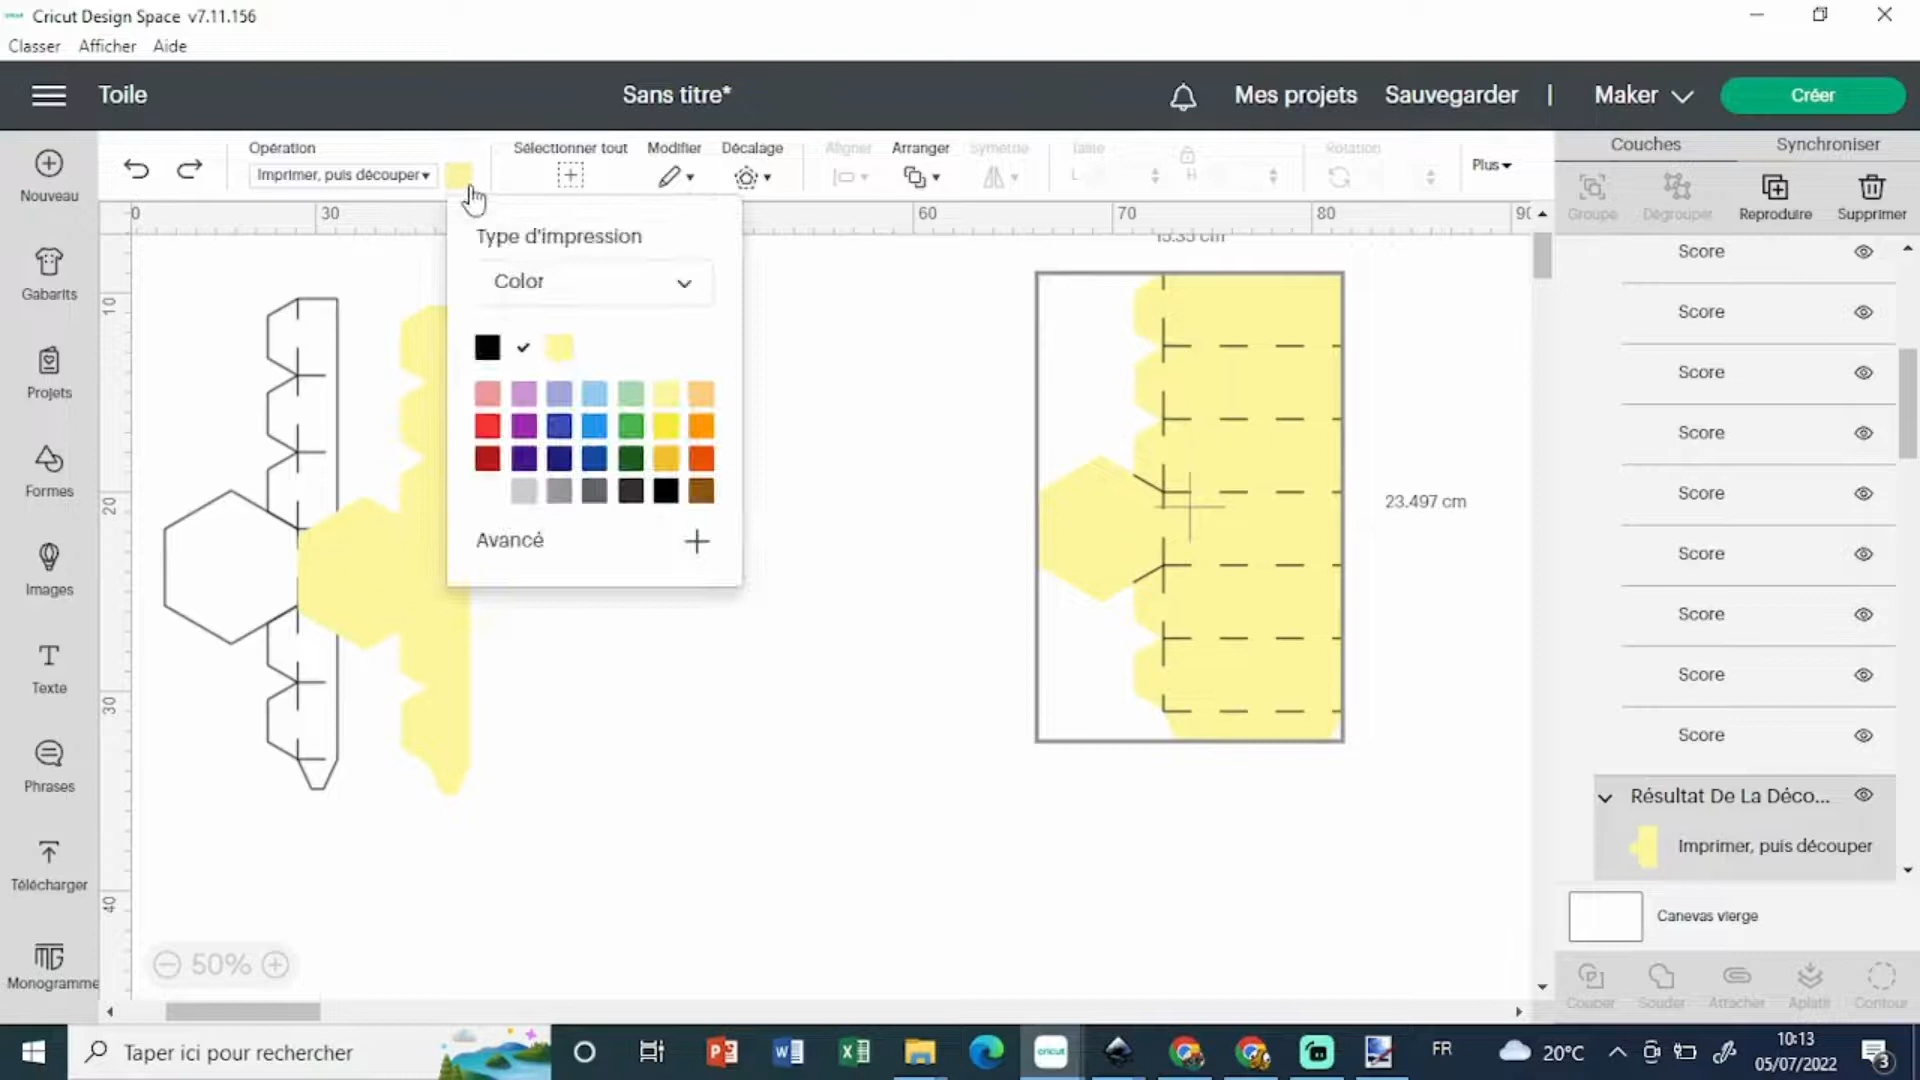 Cricut Design Space v7.11.156
Classer Afficher Aide
Toile
Sans titre*
Mes projets
Sauvegarder
Maker
Créer
Opération
Imprimer, puis découper
Sélectionner tout
Modifier
Décalage
Aligner
Arranger
Symétrie
Taille
L
H
Rotation
Plus
Couches
Synchroniser
Groupe
Dégrouper
Reproduire
Supprimer
Nouveau
Gabarits
Projets
Formes
Images
Texte
Phrases
Télécharger
Monogramme
0
30
60
70
80
10
20
30
40
Type d'impression
Color
Avancé
15.35 cm
23.497 cm
50%
Score
Score
Score
Score
Score
Score
Score
Score
Score
Résultat De La Déco...
Imprimer, puis découper
Canevas vierge
Couper
Souder
Attacher
Aplatir
Contour
Taper ici pour rechercher
cricut
FR
20°C
10:13
05/07/2022
3